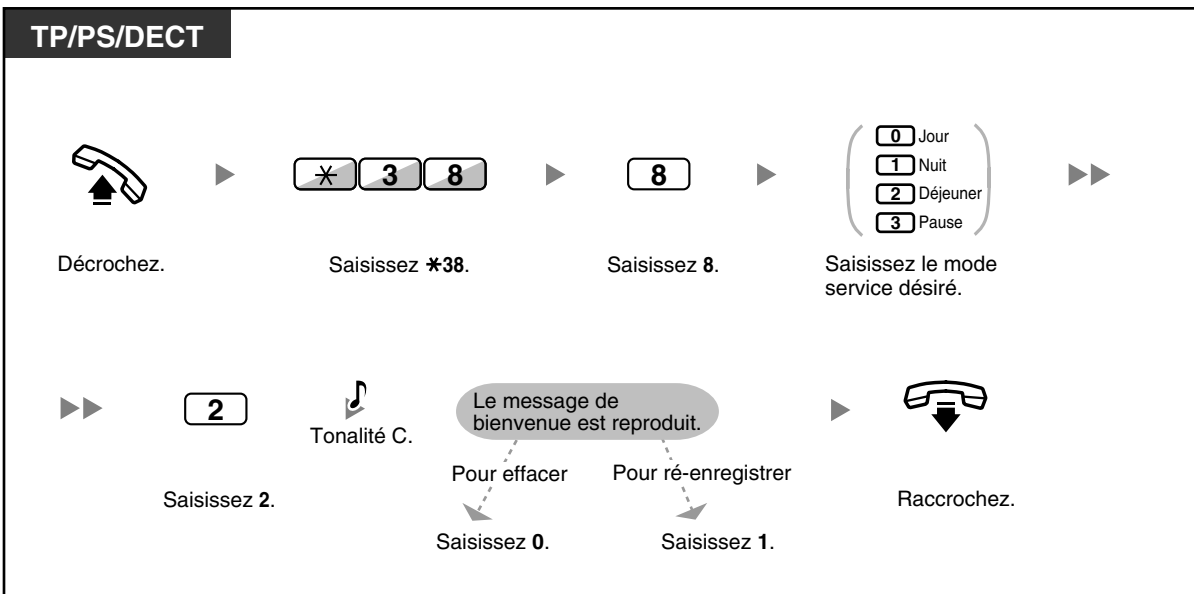 TP/PS/DECT
0 Jour
1 Nuit
2 Déjeuner
3 Pause
✳ 3 8
8
Décrochez.
Saisissez ✳38.
Saisissez 8.
Saisissez le mode
service désiré.
2
Tonalité C.
Le message de
bienvenue est reproduit.
Pour effacer
Pour ré-enregistrer
Saisissez 2.
Raccrochez.
Saisissez 0.
Saisissez 1.